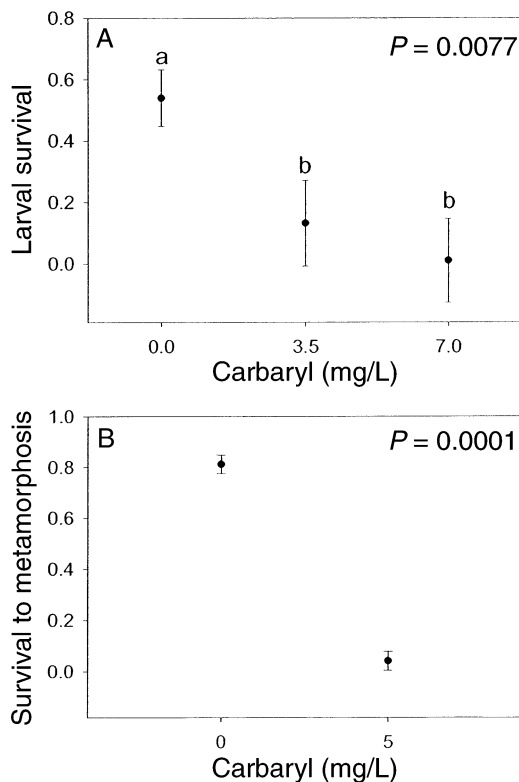 A
P = 0.0077
Larval survival
0.8
0.6
0.4
0.2
0.0
a
b
b
0.0 3.5 7.0
Carbaryl (mg/L)
B
P = 0.0001
Survival to metamorphosis
1.0
0.8
0.6
0.4
0.2
0.0
0 5
Carbaryl (mg/L)